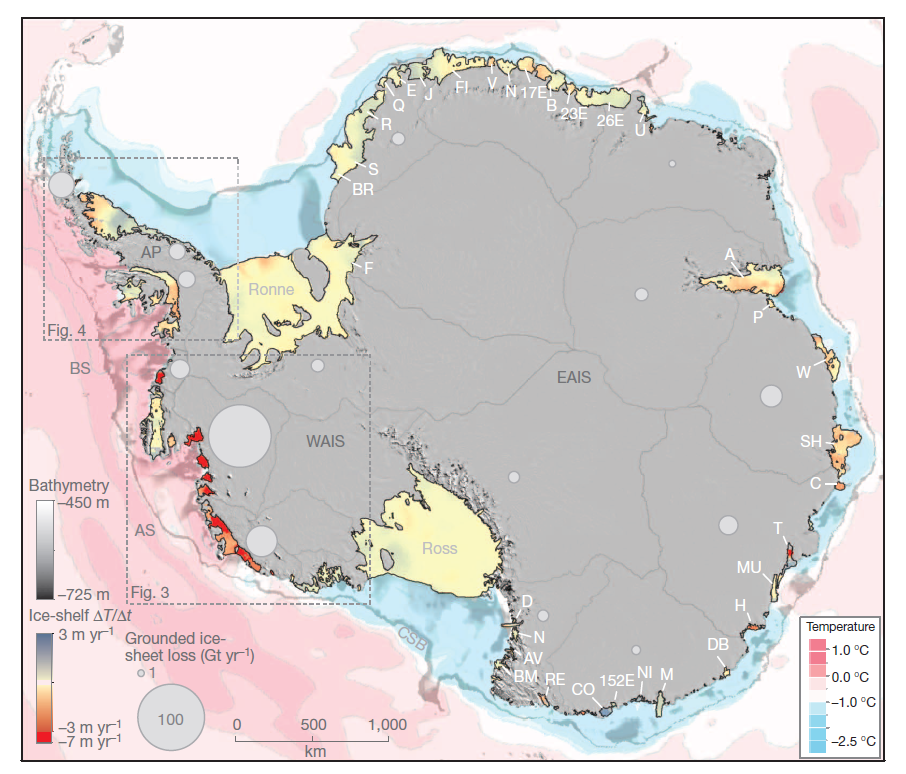 E
J
FI
V
N
17E
B
23E
26E
U
Q
R
S
BR
AP
F
Ronne
A
P
Fig. 4
BS
W
EAIS
WAIS
SH
C
Bathymetry
–450 m
–725 m
AS
Fig. 3
Ross
T
MU
Ice-shelf ΔT/Δt
3 m yr⁻¹
–3 m yr⁻¹
–7 m yr⁻¹
Grounded ice-
sheet loss (Gt yr⁻¹)
1
100
0 500 1,000
km
CSB
D
N
AV
BM
RE
CO
152E
NI
M
DB
H
Temperature
1.0 °C
0.0 °C
–1.0 °C
–2.5 °C